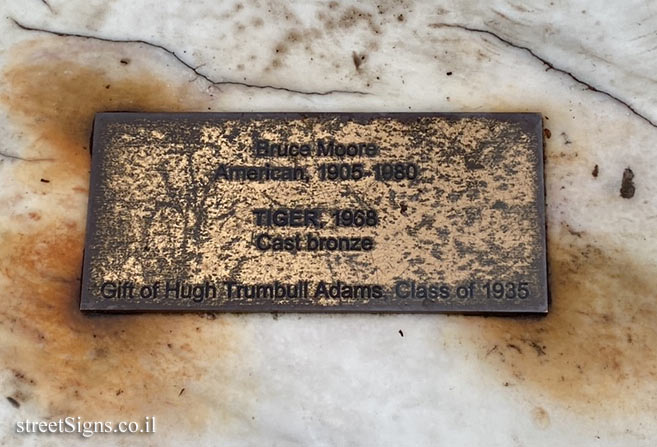 Bruce Moore
American, 1905-1980
TIGER, 1968
Cast bronze
Gift of Hugh Trumbull Adams, Class of 1935
streetSigns.co.il